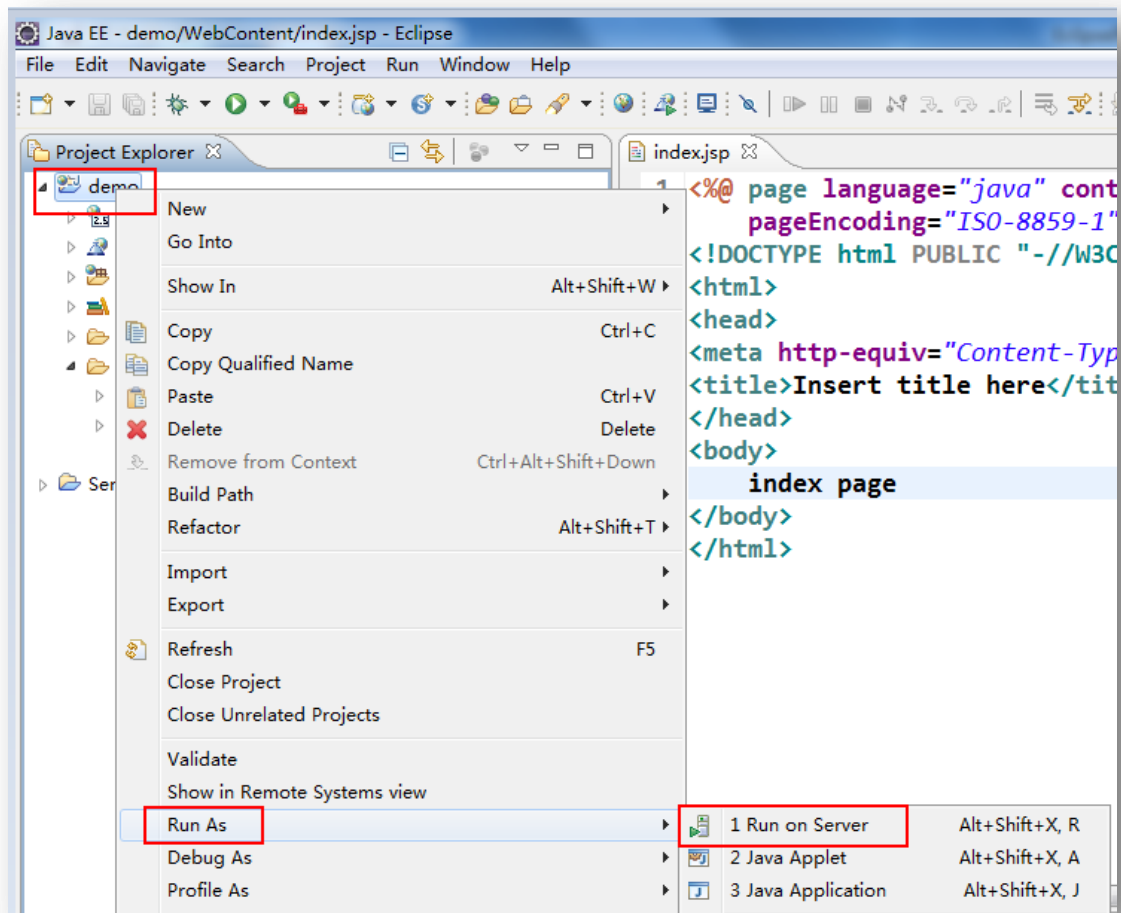 Java EE - demo/WebContent/index.jsp - Eclipse
File Edit Navigate Search Project Run Window Help
Project Explorer
index.jsp
demo
2.5
Ser
New
Go Into
Show In Alt+Shift+W
Copy Ctrl+C
Copy Qualified Name
Paste Ctrl+V
Delete Delete
Remove from Context Ctrl+Alt+Shift+Down
Build Path
Refactor Alt+Shift+T
Import
Export
Refresh F5
Close Project
Close Unrelated Projects
Validate
Show in Remote Systems view
Run As
Debug As
Profile As
1 Run on Server Alt+Shift+X, R
2 Java Applet Alt+Shift+X, A
3 Java Application Alt+Shift+X, J
1 <%@ page language="java" cont
pageEncoding="ISO-8859-1"
<!DOCTYPE html PUBLIC "-//W3C
<html>
<head>
<meta http-equiv="Content-Typ
<title>Insert title here</tit
</head>
<body>
index page
</body>
</html>